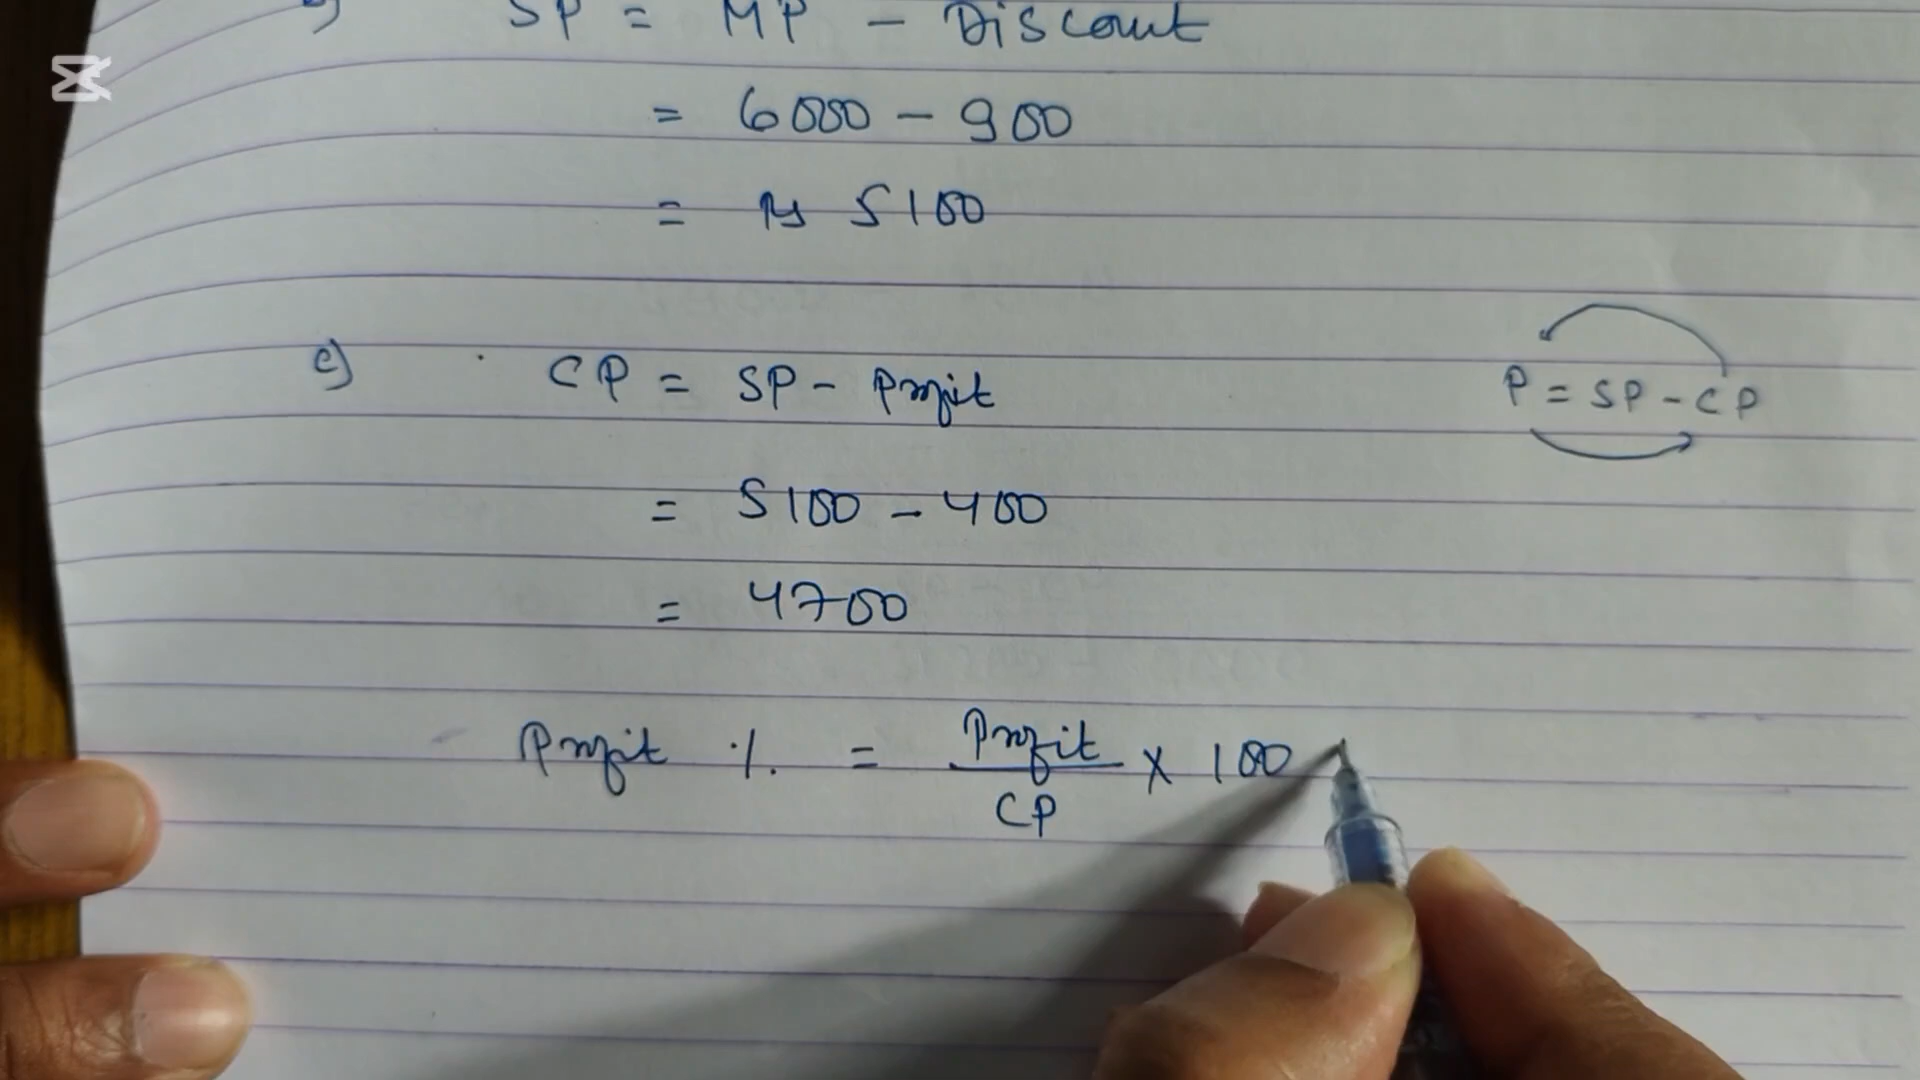 b) SP = MP - Discount
= 6000 - 900
= Rs 5100
c) CP = SP - Profit
P = SP - CP
= 5100 - 400
= 4700
Profit % = Profit/CP × 100